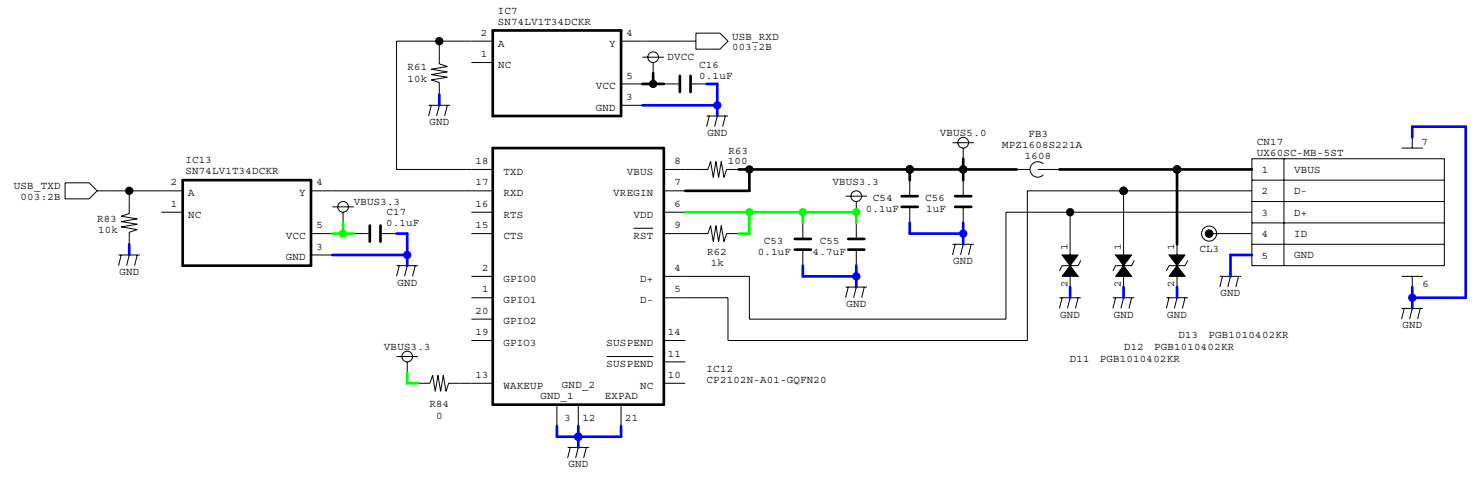 IC7
SN74LV1T34DCKR
2
A
1
NC
Y
4
VCC
5
GND
3
USB_RXD
003:2B
DVCC
C16
0.1uF
GND
R61
10k
GND
IC13
SN74LV1T34DCKR
USB_TXD
003:2B
2
A
1
NC
Y
4
VCC
5
GND
3
R83
10k
GND
VBUS3.3
C17
0.1uF
GND
18
TXD
17
RXD
16
RTS
15
CTS
2
GPIO0
1
GPIO1
20
GPIO2
19
GPIO3
13
WAKEUP
VBUS
8
VREGIN
7
VDD
6
RST
9
D+
4
D-
5
SUSPEND
14
SUSPEND
11
NC
10
GND_2
GND_1
EXPAD
3
12
21
GND
IC12
CP2102N-A01-GQFN20
VBUS3.3
R84
0
R63
100
R62
1k
VBUS3.3
C53
0.1uF
C55
4.7uF
GND
VBUS5.0
C54
0.1uF
C56
1uF
GND
FB3
MPZ1608S221A
1608
1
2
GND
1
2
GND
1
2
GND
D13 PGB1010402KR
D12 PGB1010402KR
D11 PGB1010402KR
CN17
UX60SC-MB-5ST
1 VBUS
2 D-
3 D+
4 ID
5 GND
CL3
GND
7
6
GND